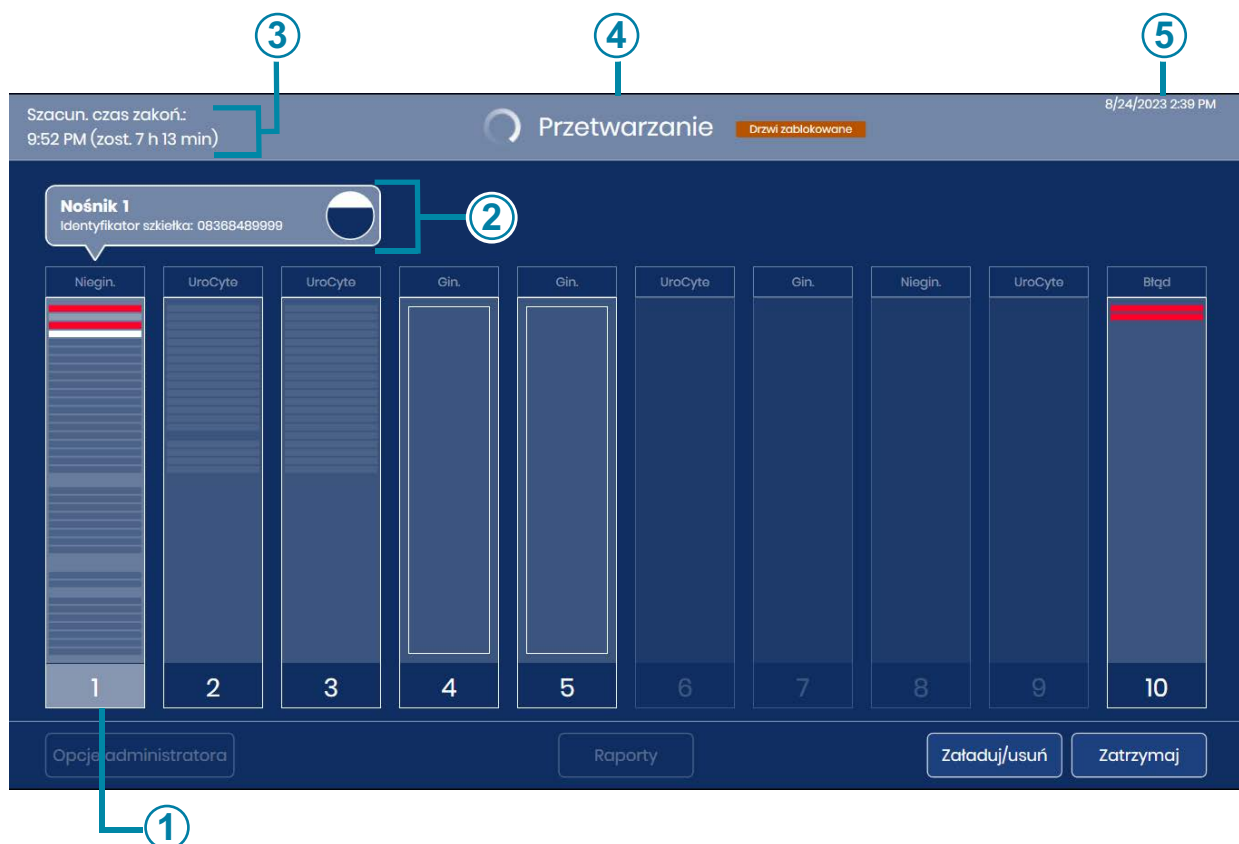 3
4
5
Szacun. czas zakoń.:
9:52 PM (zost. 7 h 13 min)
Przetwarzanie
Drzwi zablokowane
8/24/2023 2:39 PM
Nośnik 1
Identyfikator szkiełka: 08368489999
2
Niegin.
UroCyte
UroCyte
Gin.
Gin.
UroCyte
Gin.
Niegin.
UroCyte
Błąd
1
2
3
4
5
6
7
8
9
10
Opcje administratora
Raporty
Załaduj/usuń
Zatrzymaj
1